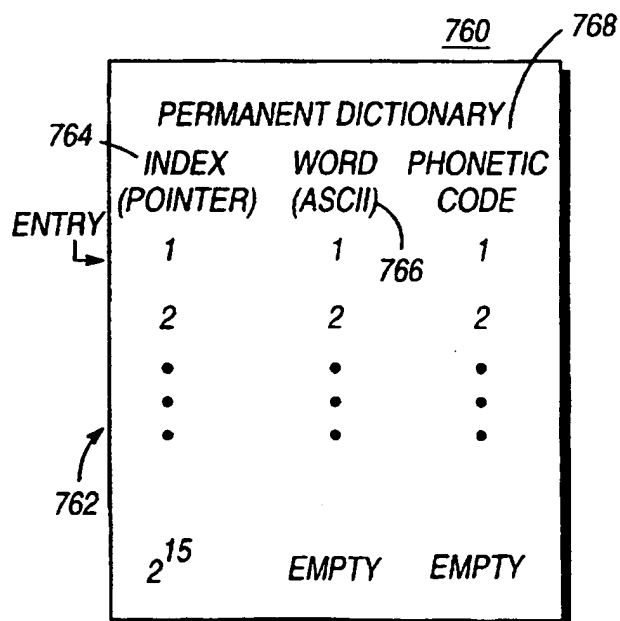 760
768
PERMANENT DICTIONARY
764
INDEX WORD PHONETIC
(POINTER) (ASCII) CODE
ENTRY
1 1 1
766
2 2 2
762
2^15 EMPTY EMPTY